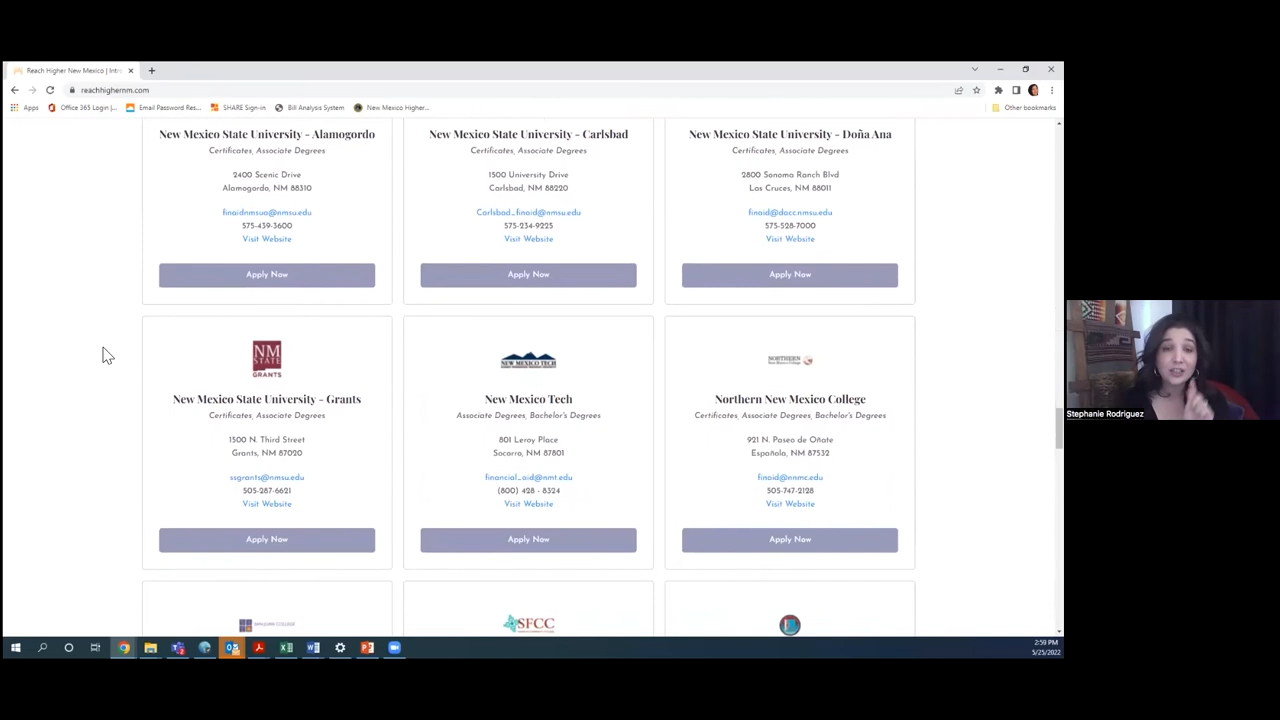 Reach Higher New Mexico | Intro
reachhighernm.com
Apps
Office 365 Login |...
Email Password Res...
SHARE Sign-in
Bill Analysis System
New Mexico Higher...
Other bookmarks
New Mexico State University - Alamogordo
Certificates, Associate Degrees
2400 Scenic Drive
Alamogordo, NM 88310
finaidnmsua@nmsu.edu
575-439-3600
Visit Website
Apply Now
New Mexico State University - Carlsbad
Certificates, Associate Degrees
1500 University Drive
Carlsbad, NM 88220
Carlsbad_finaid@nmsu.edu
575-234-9225
Visit Website
Apply Now
New Mexico State University - Doña Ana
Certificates, Associate Degrees
2800 Sonoma Ranch Blvd
Las Cruces, NM 88011
finaid@dacc.nmsu.edu
575-528-7000
Visit Website
Apply Now
NM
STATE
GRANTS
New Mexico State University - Grants
Certificates, Associate Degrees
1500 N. Third Street
Grants, NM 87020
ssgrants@nmsu.edu
505-287-6621
Visit Website
Apply Now
NEW MEXICO TECH
New Mexico Tech
Associate Degrees, Bachelor's Degrees
801 Leroy Place
Socorro, NM 87801
financial_aid@nmt.edu
(800) 428 - 8324
Visit Website
Apply Now
NORTHERN
New Mexico College
Northern New Mexico College
Certificates, Associate Degrees, Bachelor's Degrees
921 N. Paseo de Oñate
Española, NM 87532
finaid@nnmc.edu
505-747-2128
Visit Website
Apply Now
SAN JUAN COLLEGE
SFCC
Stephanie Rodriguez
2:59 PM
5/25/2022